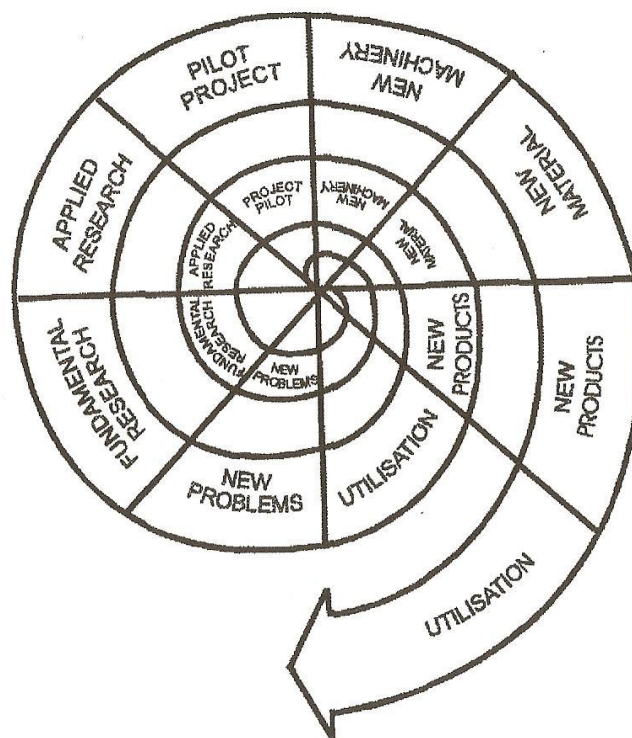 PILOT
PROJECT
NEW
MACHINERY
NEW
MATERIAL
NEW
PRODUCTS
UTILISATION
APPLIED
RESEARCH
FUNDAMENTAL
RESEARCH
NEW
PROBLEMS
UTILISATION
NEW
PRODUCTS
NEW
MATERIAL
NEW
MACHINERY
PROJECT
PILOT
APPLIED
RESEARCH
FUNDAMENTAL
RESEARCH
NEW
PROBLEMS